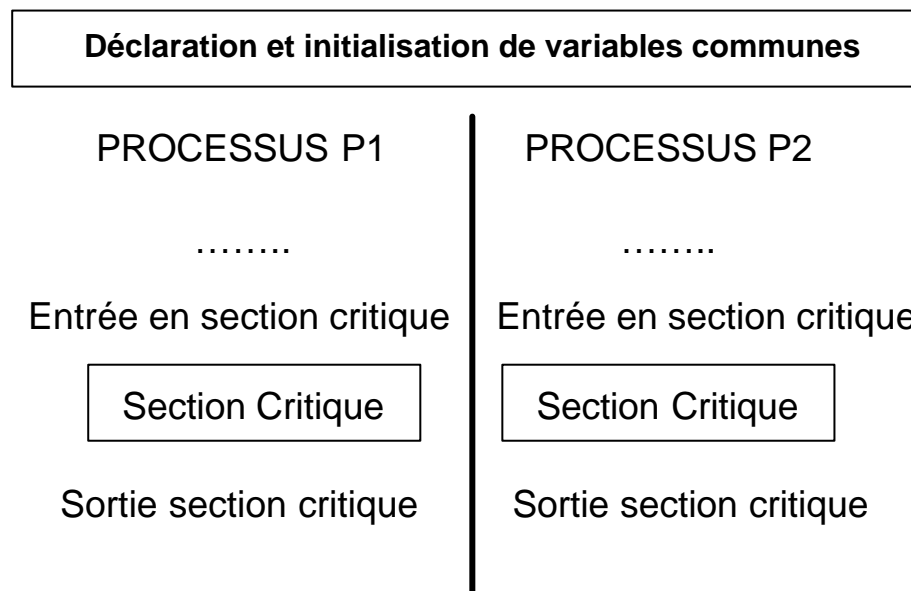 Déclaration et initialisation de variables communes
PROCESSUS P1
……..
Entrée en section critique
Section Critique
Sortie section critique
PROCESSUS P2
……..
Entrée en section critique
Section Critique
Sortie section critique